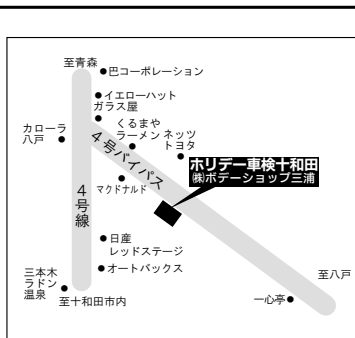 至青森
巴コーポレーション
イエローハット
ガラス屋
くるまや
ラーメン
ネッツ
トヨタ
カローラ
八戸
4号バイパス
ホリデー車検十和田
㈱ボデーショップ三浦
マクドナルド
4号線
日産
レッドステージ
オートバックス
三本木
ラドン
温泉
至十和田市内
至八戸
一心亭